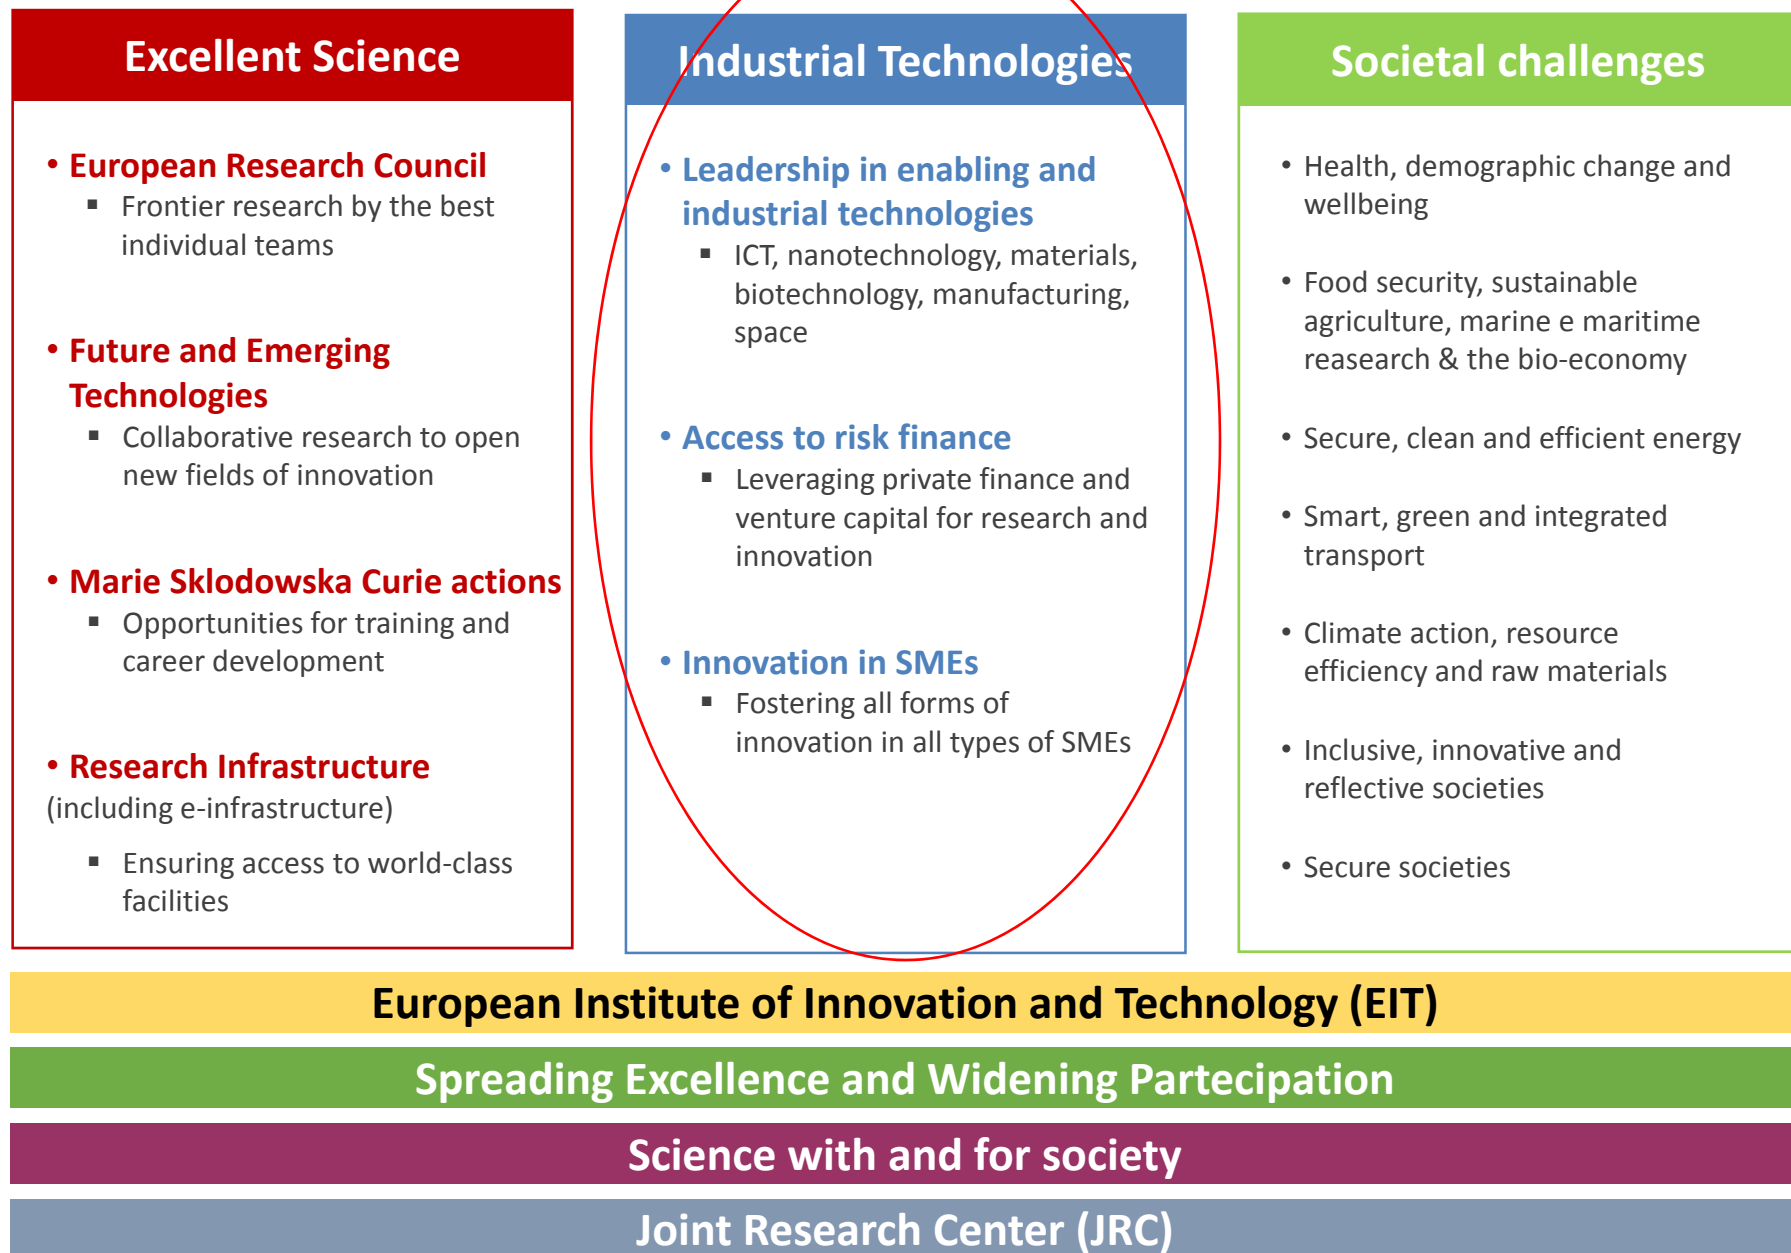 Excellent Science
• European Research Council
▪ Frontier research by the best
individual teams
• Future and Emerging
Technologies
▪ Collaborative research to open
new fields of innovation
• Marie Sklodowska Curie actions
▪ Opportunities for training and
career development
• Research Infrastructure
(including e-infrastructure)
▪ Ensuring access to world-class
facilities
Industrial Technologies
• Leadership in enabling and
industrial technologies
▪ ICT, nanotechnology, materials,
biotechnology, manufacturing,
space
• Access to risk finance
▪ Leveraging private finance and
venture capital for research and
innovation
• Innovation in SMEs
▪ Fostering all forms of
innovation in all types of SMEs
Societal challenges
• Health, demographic change and
wellbeing
• Food security, sustainable
agriculture, marine e maritime
reasearch & the bio-economy
• Secure, clean and efficient energy
• Smart, green and integrated
transport
• Climate action, resource
efficiency and raw materials
• Inclusive, innovative and
reflective societies
• Secure societies
European Institute of Innovation and Technology (EIT)
Spreading Excellence and Widening Partecipation
Science with and for society
Joint Research Center (JRC)